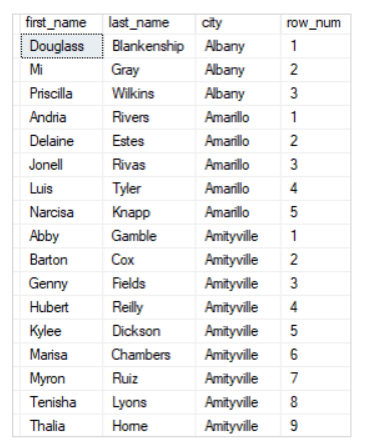 first_name last_name city row_num
Douglass Blankenship Albany 1
Mi Gray Albany 2
Priscilla Wilkins Albany 3
Andria Rivers Amarillo 1
Delaine Estes Amarillo 2
Jonell Rivas Amarillo 3
Luis Tyler Amarillo 4
Narcisa Knapp Amarillo 5
Abby Gamble Amityville 1
Barton Cox Amityville 2
Genny Fields Amityville 3
Hubert Reilly Amityville 4
Kylee Dickson Amityville 5
Marisa Chambers Amityville 6
Myron Ruiz Amityville 7
Tenisha Lyons Amityville 8
Thalia Horne Amityville 9